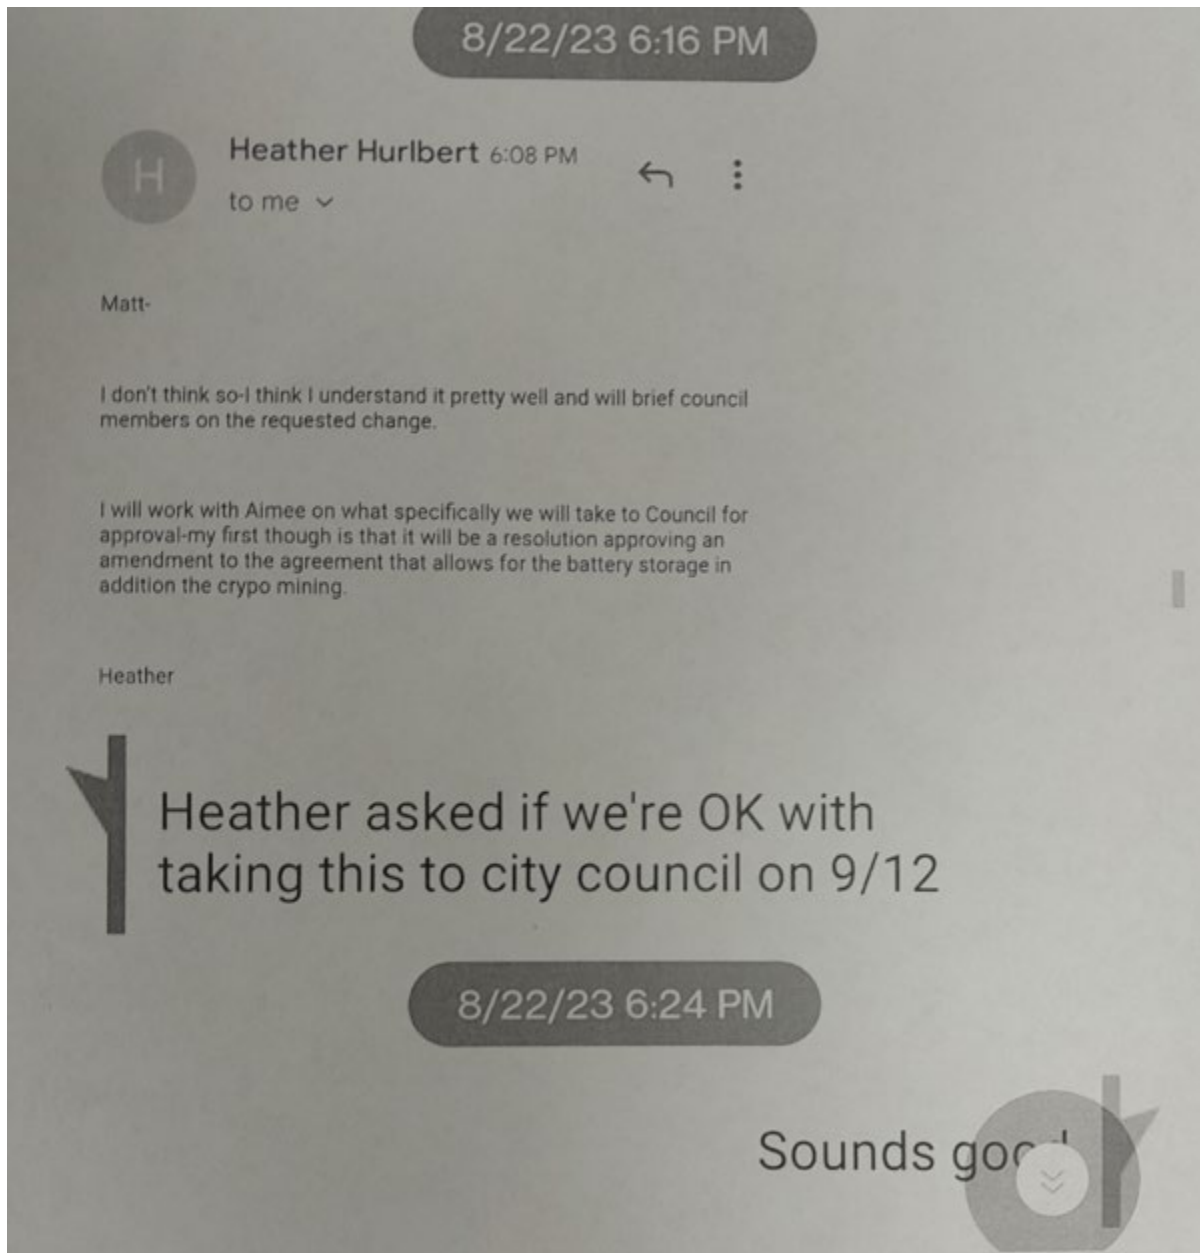 8/22/23 6:16 PM
H
Heather Hurlbert 6:08 PM
to me
Matt-
I don't think so-I think I understand it pretty well and will brief council
members on the requested change.
I will work with Aimee on what specifically we will take to Council for
approval-my first though is that it will be a resolution approving an
amendment to the agreement that allows for the battery storage in
addition the crypo mining.
Heather
Heather asked if we're OK with
taking this to city council on 9/12
8/22/23 6:24 PM
Sounds good